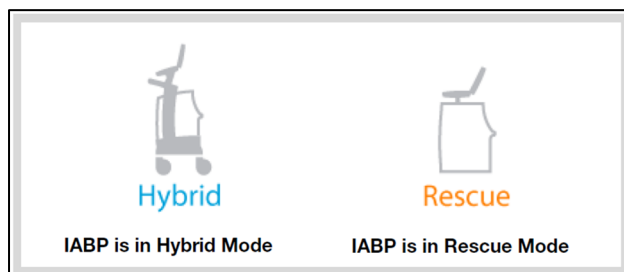 Hybrid
Rescue
IABP is in Hybrid Mode
IABP is in Rescue Mode